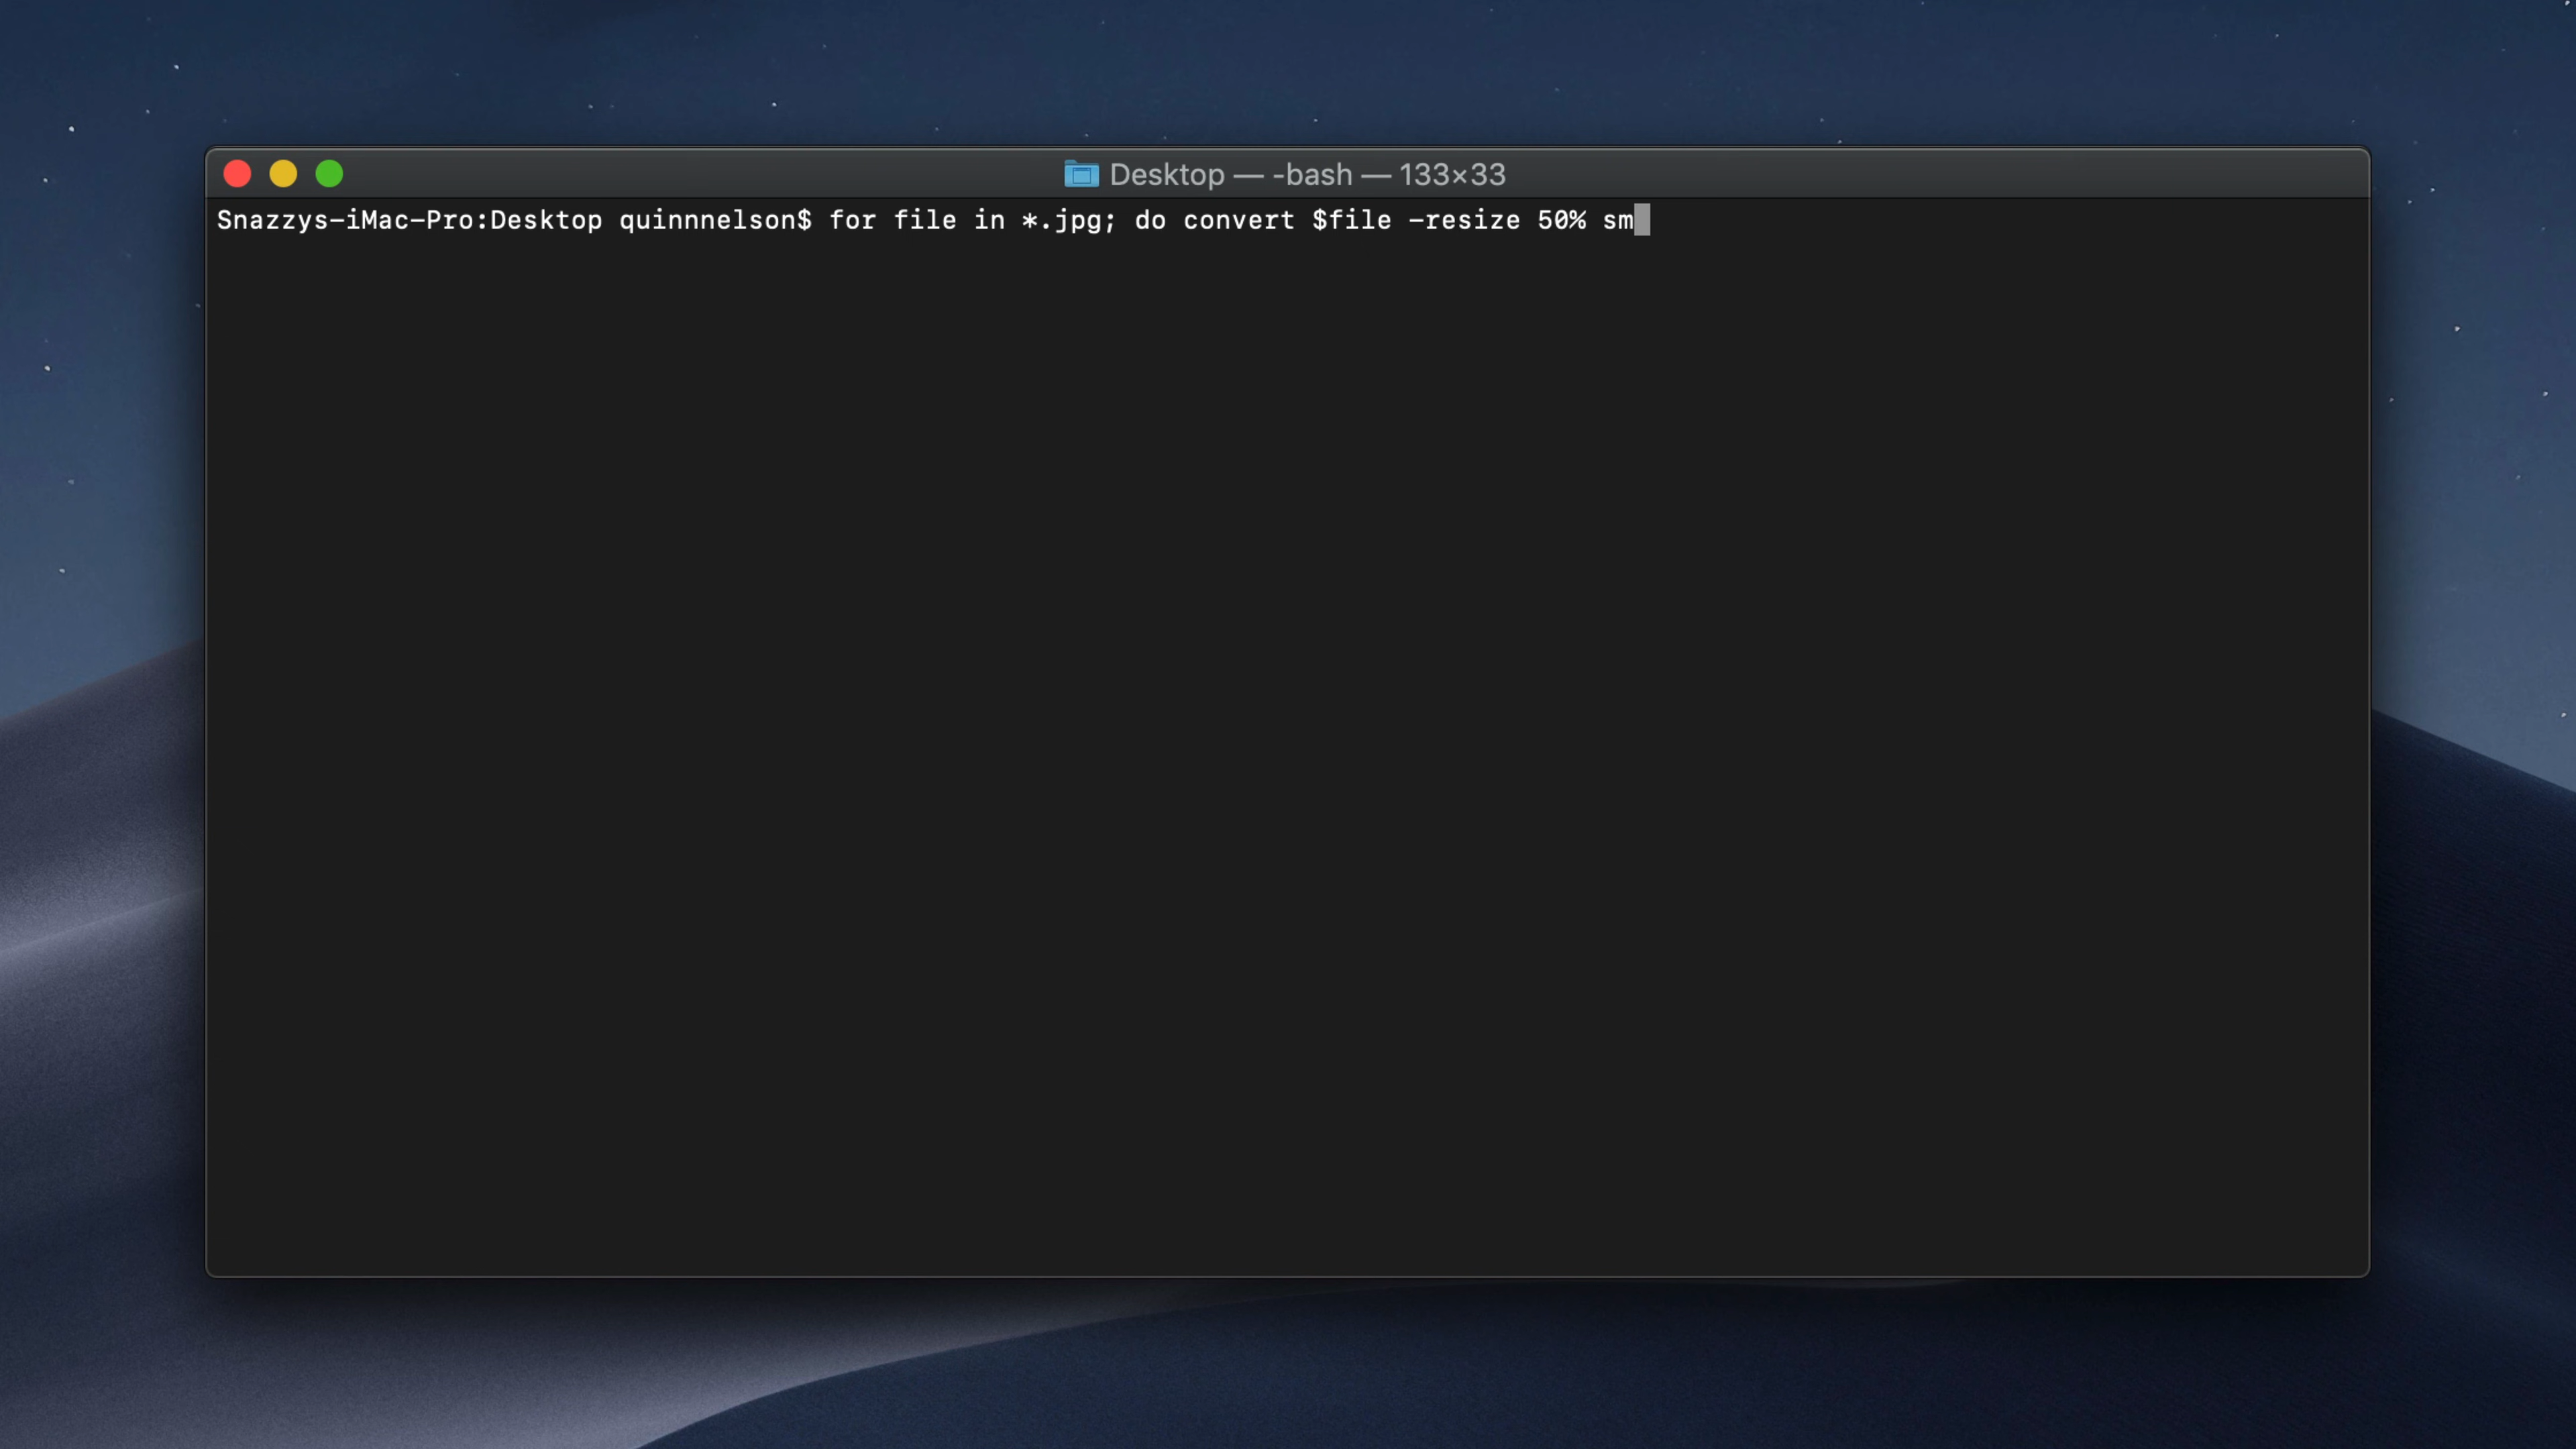 Desktop — -bash — 133×33
Snazzys-iMac-Pro:Desktop quinnnelson$ for file in *.jpg; do convert $file -resize 50% sm